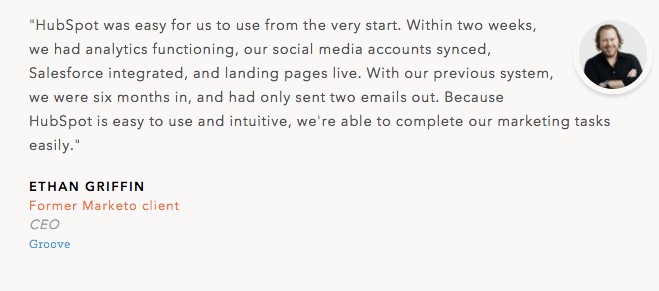 "HubSpot was easy for us to use from the very start. Within two weeks,
we had analytics functioning, our social media accounts synced,
Salesforce integrated, and landing pages live. With our previous system,
we were six months in, and had only sent two emails out. Because
HubSpot is easy to use and intuitive, we're able to complete our marketing tasks
easily."
ETHAN GRIFFIN
Former Marketo client
CEO
Groove